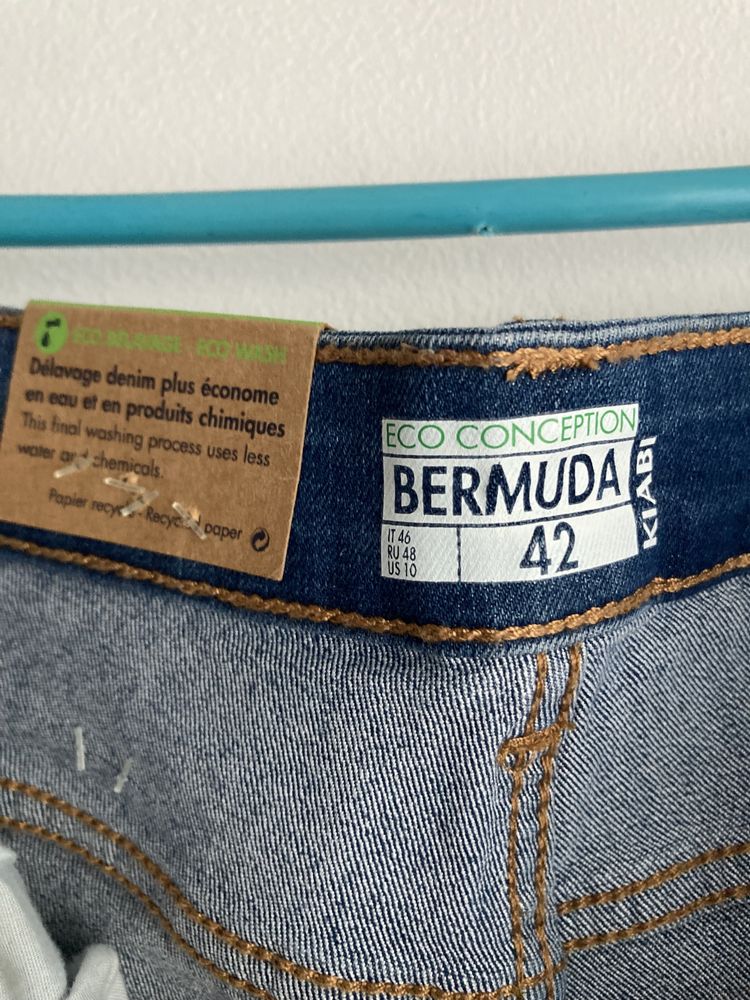 ECO DELAVAGE ECO WASH
Délavage denim plus économe
en eau et en produits chimiques
This final washing process uses less
water and chemicals.
Papier recyclé - Recycled paper
ECO CONCEPTION
BERMUDA
KIABI
IT 46
RU 48
US 10
42